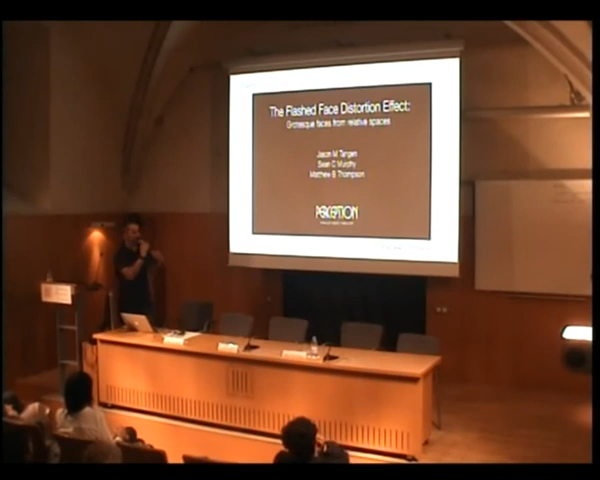 The Flashed Face Distortion Effect:
Grotesque faces from relative spaces
Jason M Tangen
Sean C Murphy
Matthew B Thompson
PERCEPTION